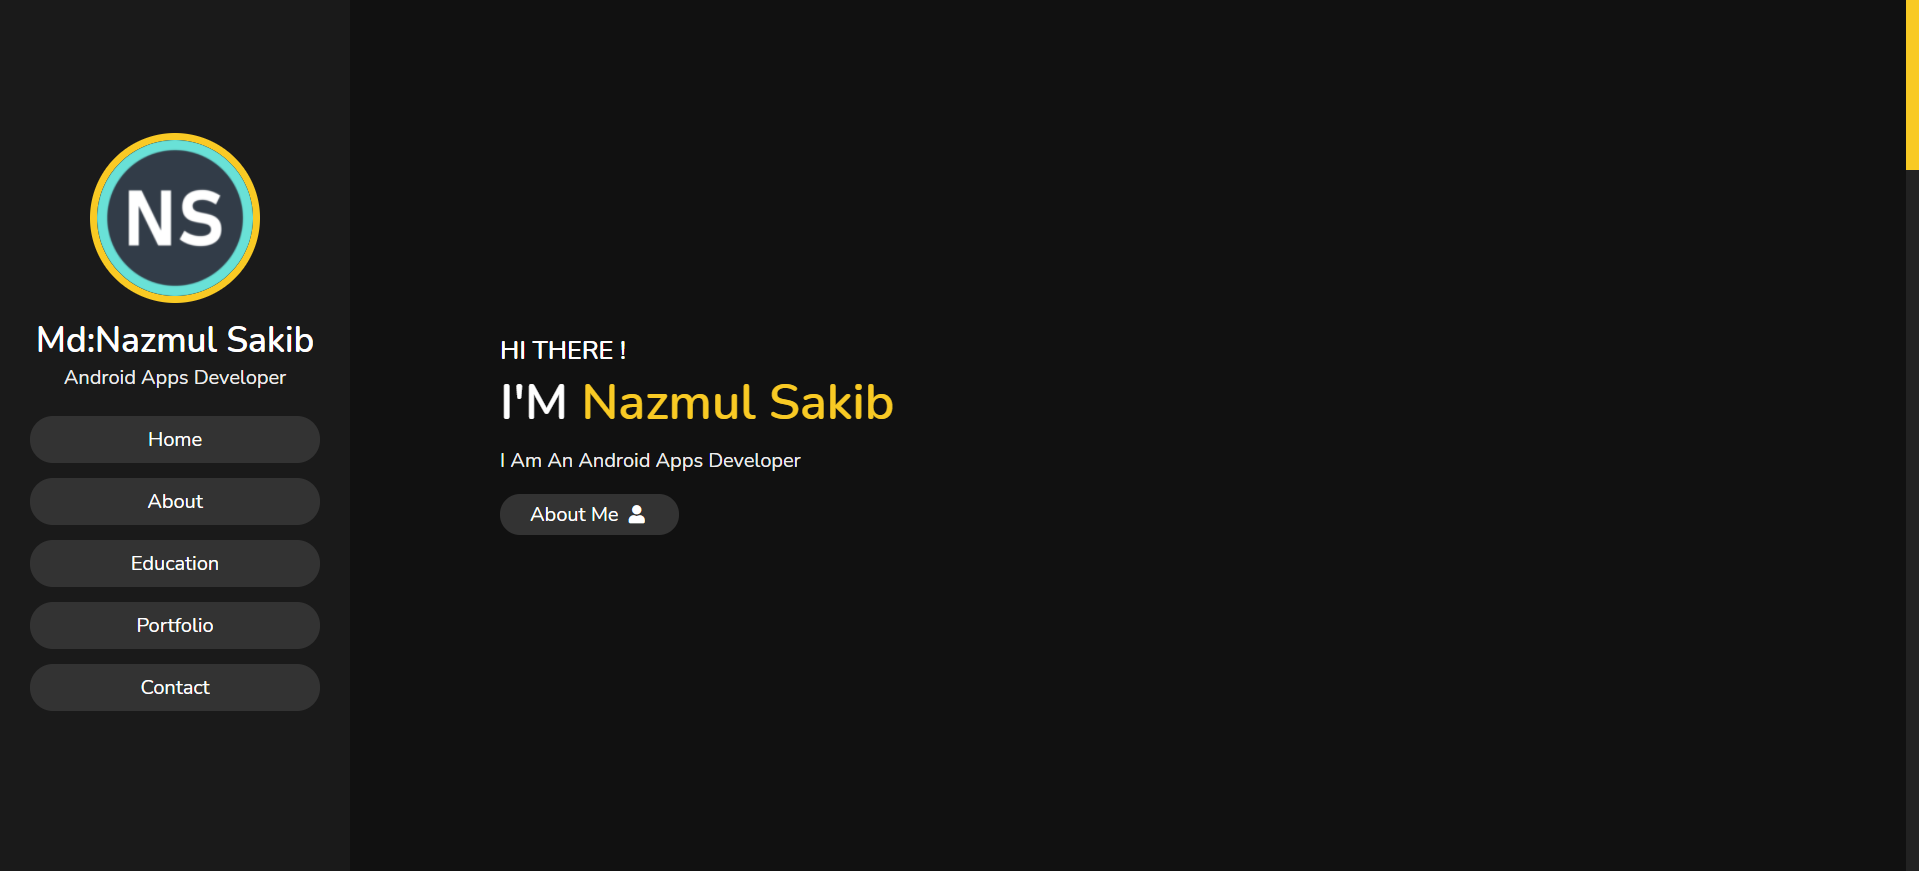 NS
Md:Nazmul Sakib
Android Apps Developer
Home
About
Education
Portfolio
Contact
HI THERE !
I'M Nazmul Sakib
I Am An Android Apps Developer
About Me